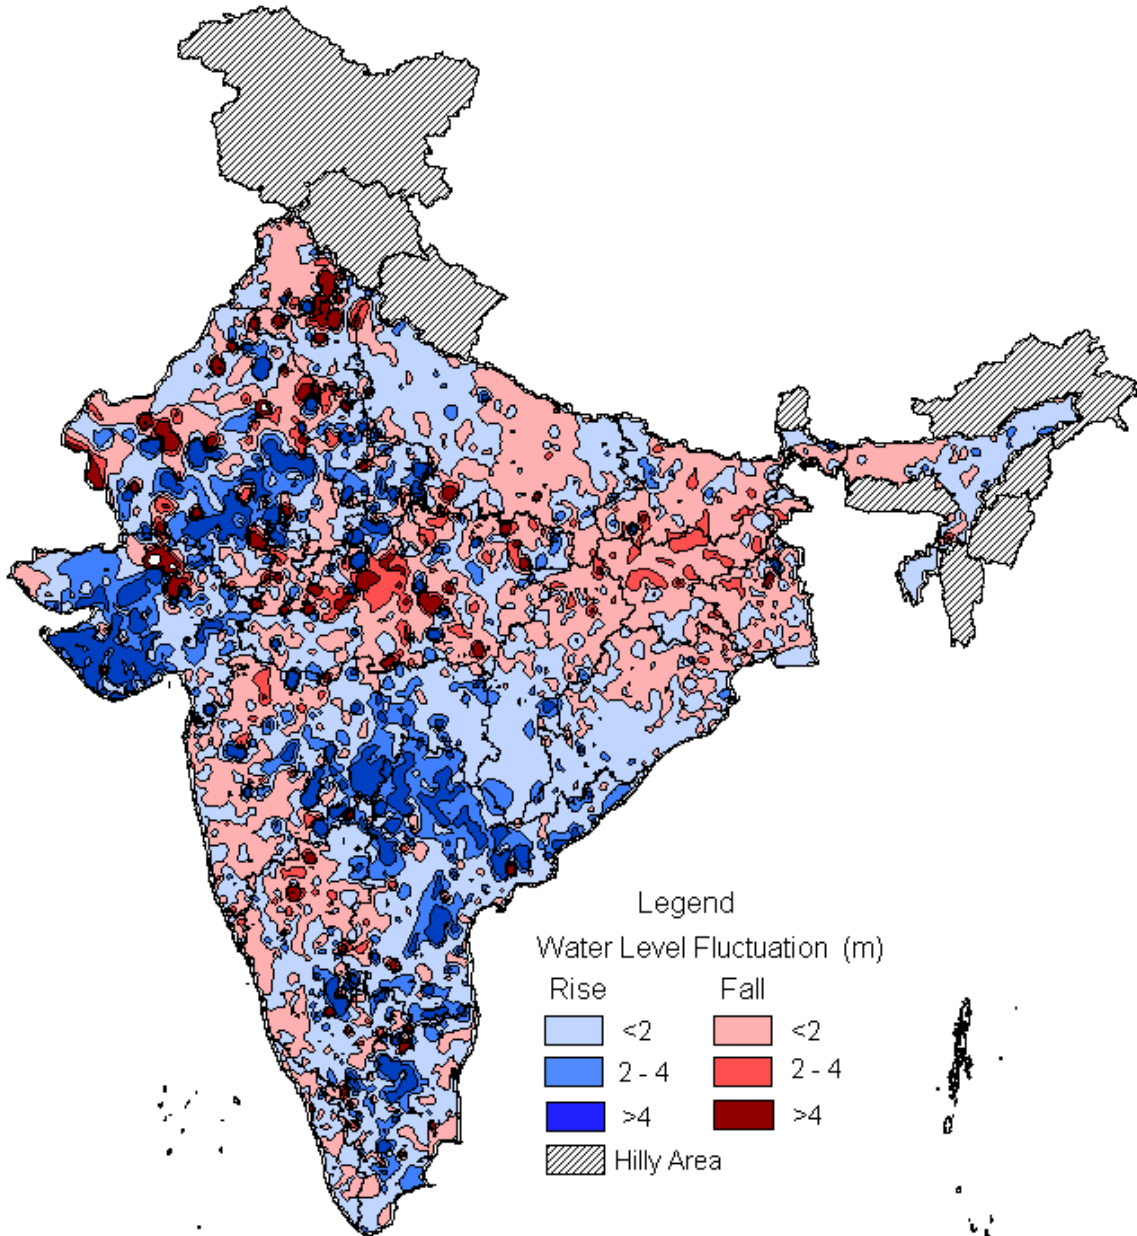 Legend
Water Level Fluctuation (m)
Rise Fall
<2 <2
2 - 4 2 - 4
>4 >4
Hilly Area